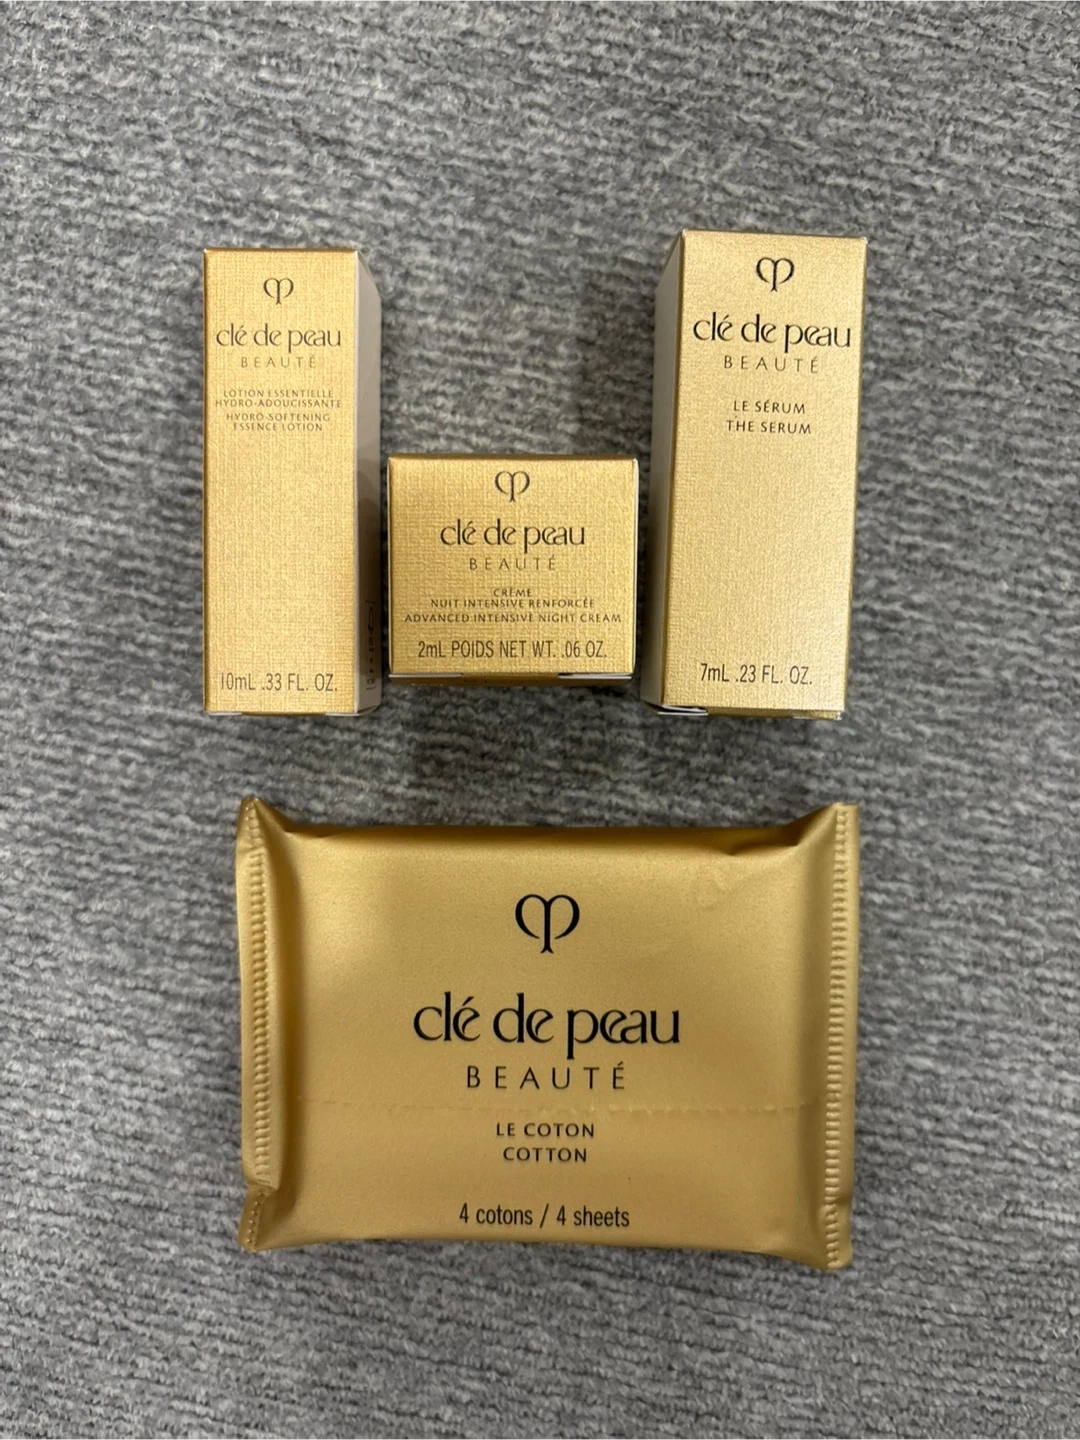 clé de peau
BEAUTÉ
LOTION ESSENTIELLE
HYDRO-ADOUCISSANTE
HYDRO-SOFTENING
ESSENCE LOTION
10mL .33 FL. OZ.
clé de peau
BEAUTÉ
CRÈME
NUIT INTENSIVE RENFORCÉE
ADVANCED INTENSIVE NIGHT CREAM
2mL POIDS NET WT. .06 OZ.
clé de peau
BEAUTÉ
LE SÉRUM
THE SERUM
7mL .23 FL. OZ.
clé de peau
BEAUTÉ
LE COTON
COTTON
4 cotons / 4 sheets